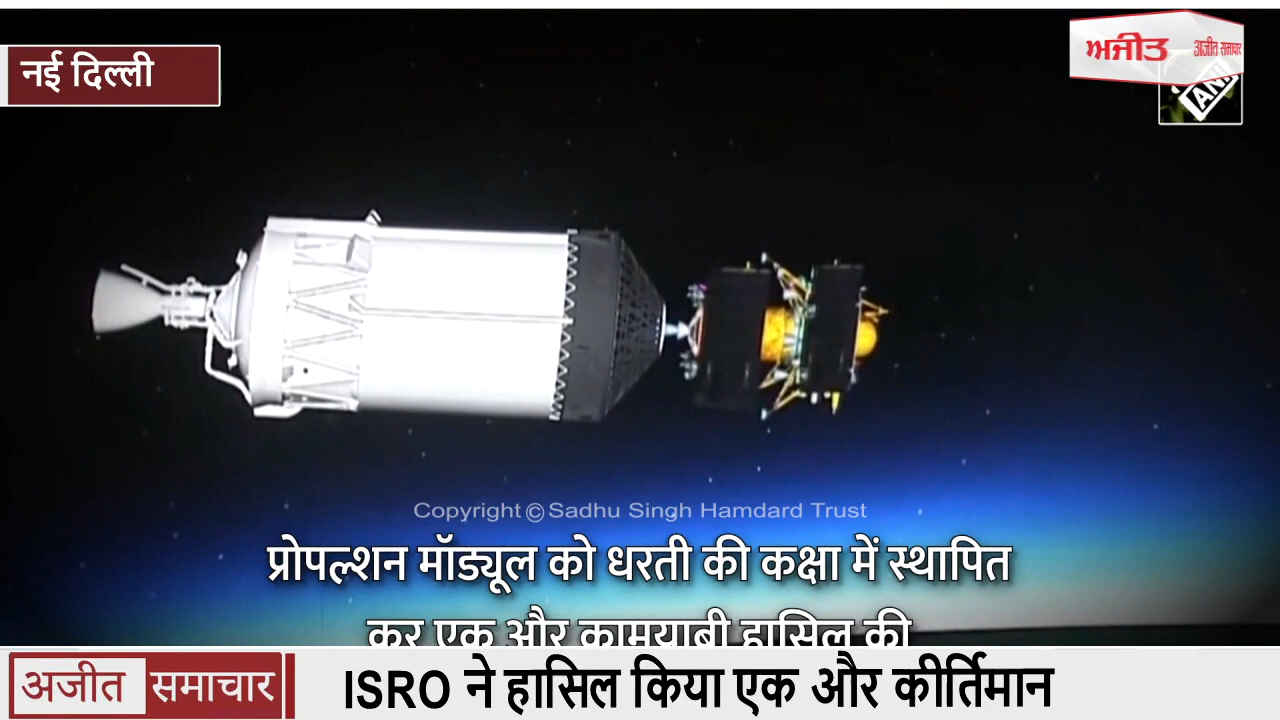 नई दिल्ली
ਅਜੀਤ अजीत समाचार
ANI
Copyright © Sadhu Singh Hamdard Trust
प्रोपल्शन मॉड्यूल को धरती की कक्षा में स्थापित
कर एक और कामयाबी हासिल की
अजीत समाचार
ISRO ने हासिल किया एक और कीर्तिमान